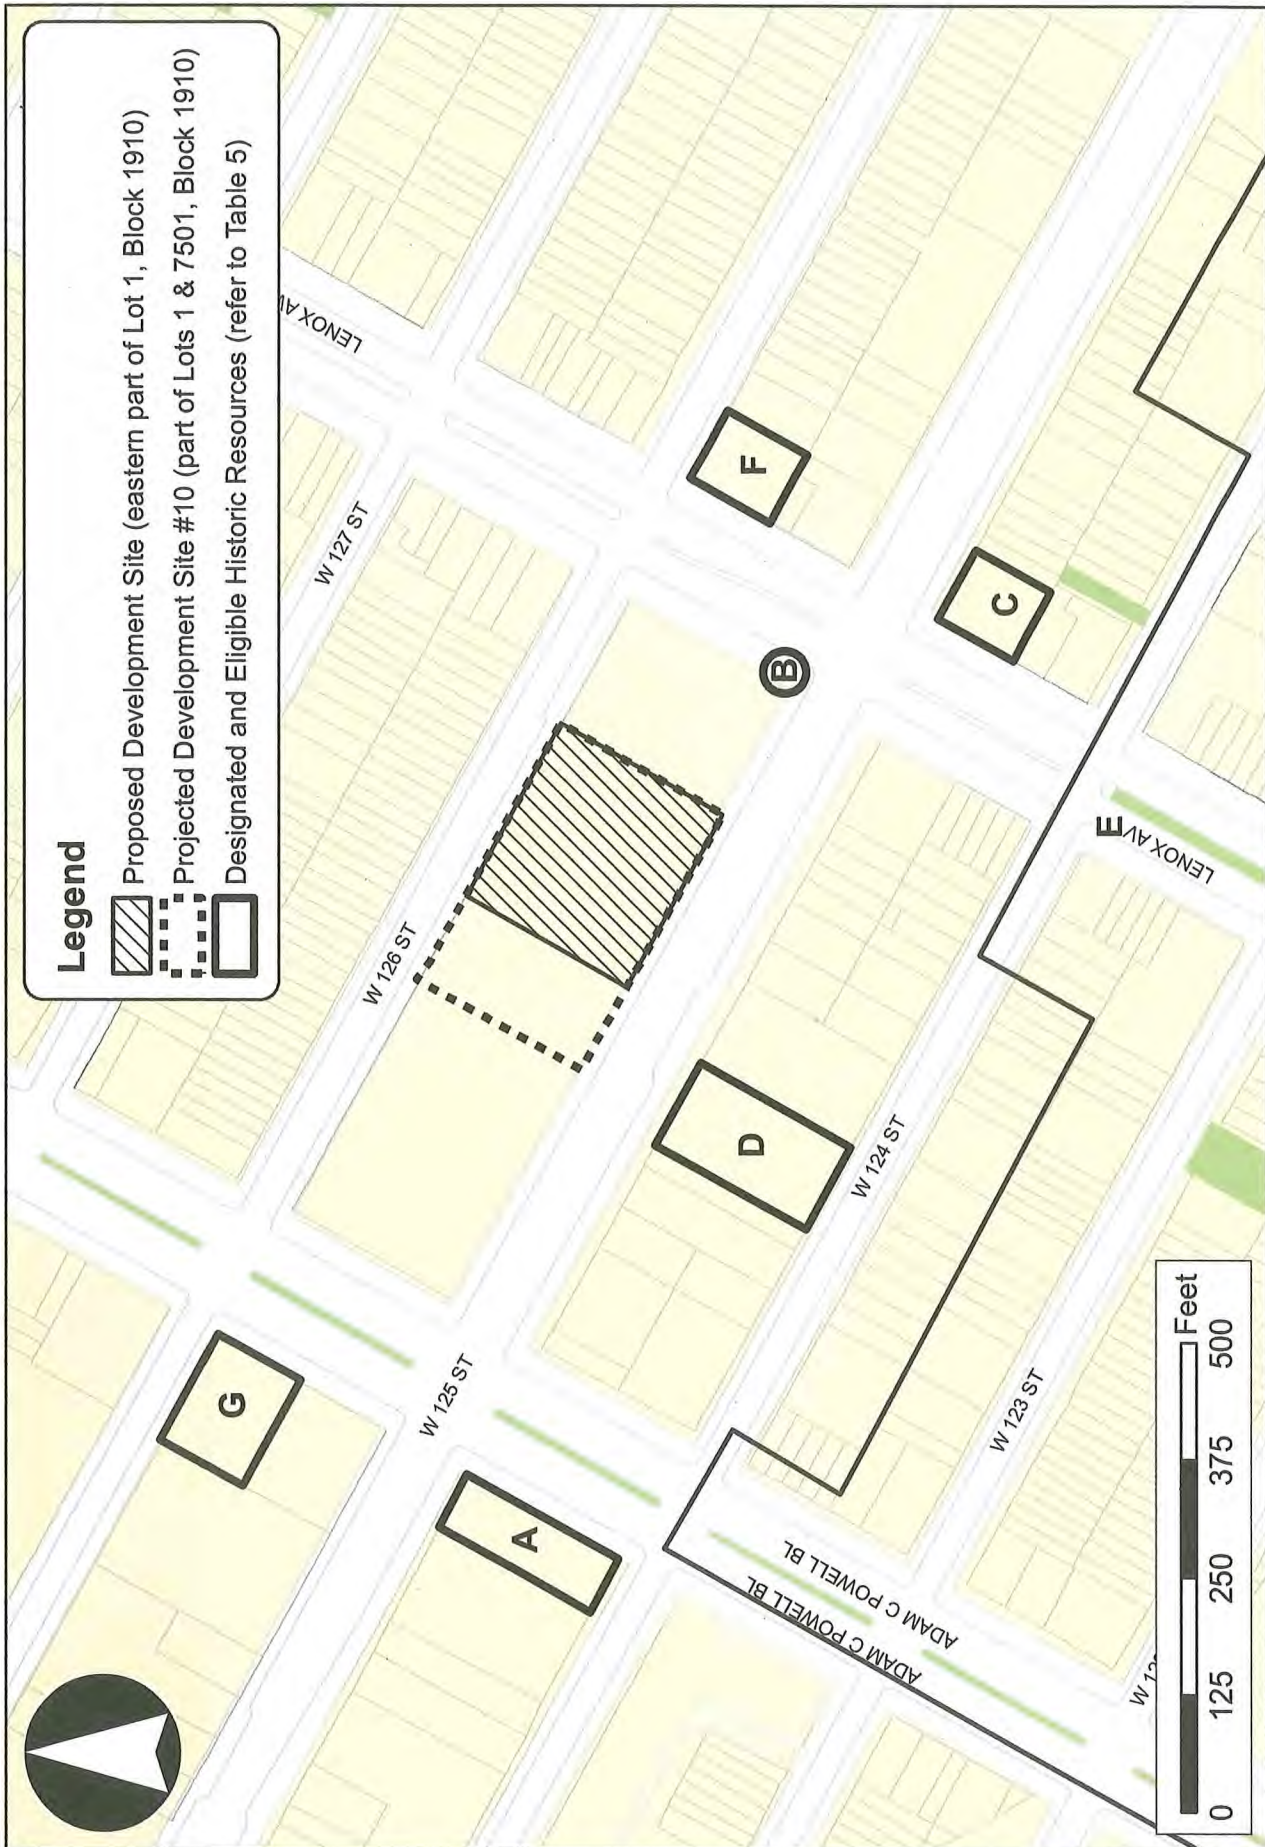 Legend
Proposed Development Site (eastern part of Lot 1, Block 1910)
Projected Development Site #10 (part of Lots 1 & 7501, Block 1910)
Designated and Eligible Historic Resources (refer to Table 5)
LENOX AV
W 127 ST
W 126 ST
F
B
C
G
W 125 ST
A
D
W 124 ST
E
LENOX AV
W 123 ST
ADAM C POWELL BL
ADAM C POWELL BL
W 12
0 125 250 375 500
Feet